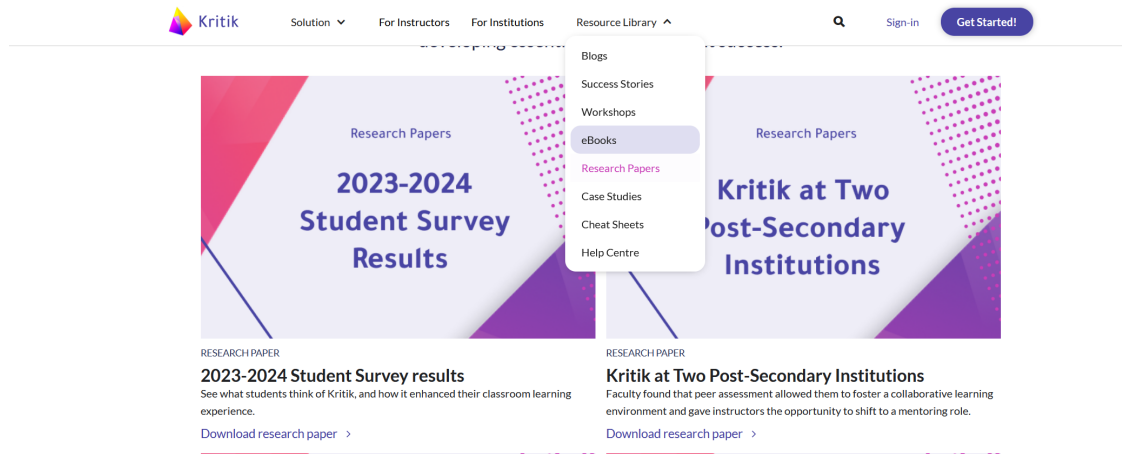 Kritik
Solution
For Instructors
For Institutions
Resource Library
Sign-in
Get Started!
Blogs
Success Stories
Workshops
eBooks
Research Papers
Case Studies
Cheat Sheets
Help Centre
Research Papers
2023-2024
Student Survey
Results
Research Papers
Kritik at Two
Post-Secondary
Institutions
RESEARCH PAPER
2023-2024 Student Survey results
See what students think of Kritik, and how it enhanced their classroom learning
experience.
Download research paper
RESEARCH PAPER
Kritik at Two Post-Secondary Institutions
Faculty found that peer assessment allowed them to foster a collaborative learning
environment and gave instructors the opportunity to shift to a mentoring role.
Download research paper